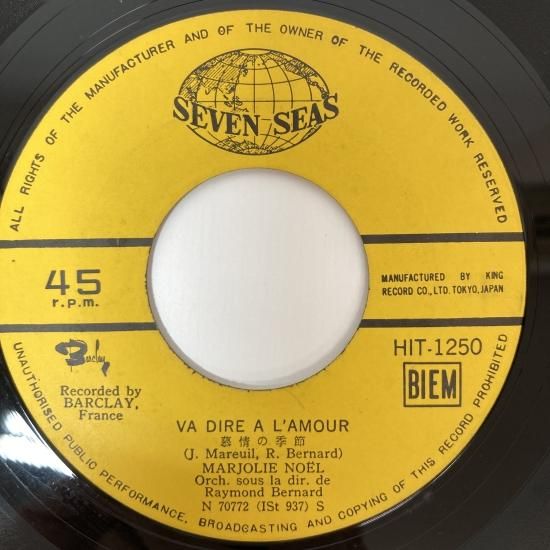 ALL RIGHTS OF THE MANUFACTURER AND OF THE OWNER OF THE RECORDED WORK RESERVED
SEVEN SEAS
45
r.p.m.
MANUFACTURED BY KING
RECORD CO., LTD. TOKYO, JAPAN
Barclay
Recorded by
BARCLAY,
France
HIT-1250
BIEM
VA DIRE A L'AMOUR
慕情の季節
(J. Mareuil, R. Bernard)
MARJOLIE NOËL
Orch. sous la dir. de
Raymond Bernard
N 70772 (ISt 937) S
UNAUTHORISED PUBLIC PERFORMANCE, BROADCASTING AND COPYING OF THIS RECORD PROHIBITED